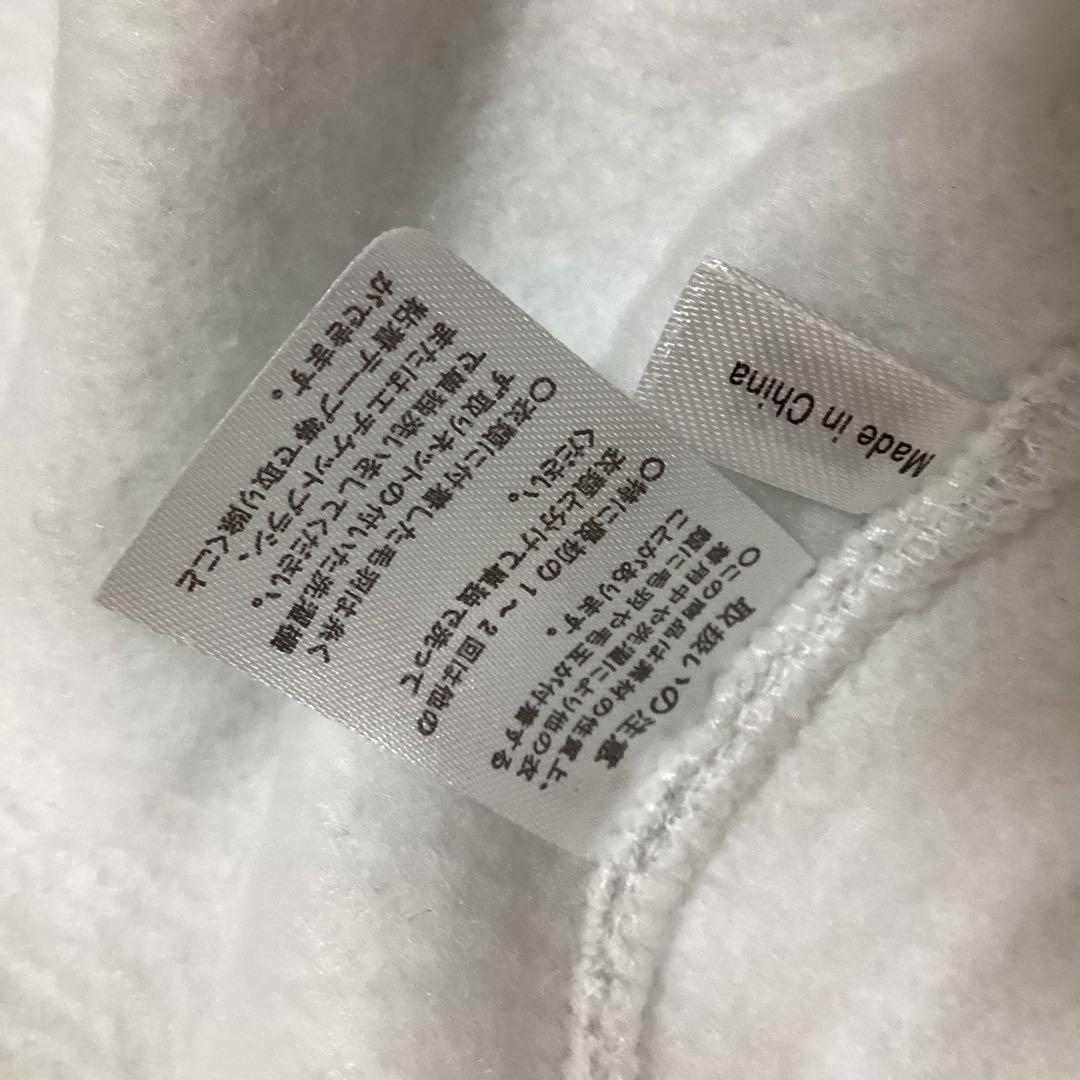 取扱いの注意
○この商品は素材の性質上、
着用中や洗濯により他の衣
類に毛羽や毛玉が付着する
ことがあります。
○特に最初の1～2回は他の
衣類と分けて単独で洗って
ください。
○衣類に付着した毛羽は糸く
ず取りネットの付いた洗濯機
で単独洗いをしてください。
またはエチケットブラシ、
粘着テープ等で取り除くこと
ができます。
Made in China